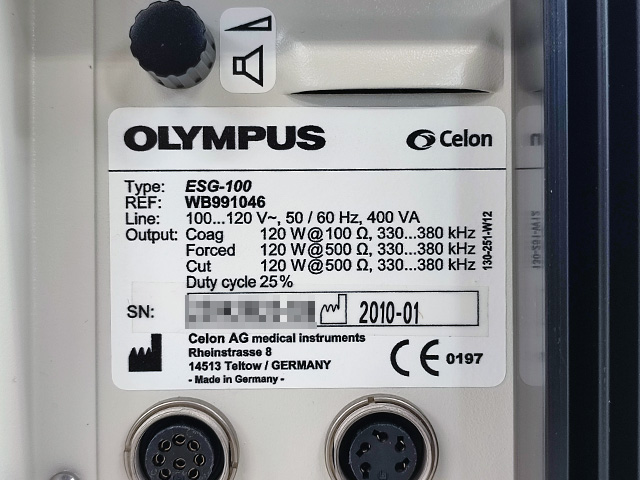 OLYMPUS Celon
Type: ESG-100
REF: WB991046
Line: 100...120 V~, 50 / 60 Hz, 400 VA
Output: Coag 120 W@100 Ω, 330...380 kHz
Forced 120 W@500 Ω, 330...380 kHz
Cut 120 W@500 Ω, 330...380 kHz
Duty cycle 25%
130-251-W12
SN: 2010-01
Celon AG medical instruments
Rheinstrasse 8
14513 Teltow / GERMANY
- Made in Germany -
CE 0197